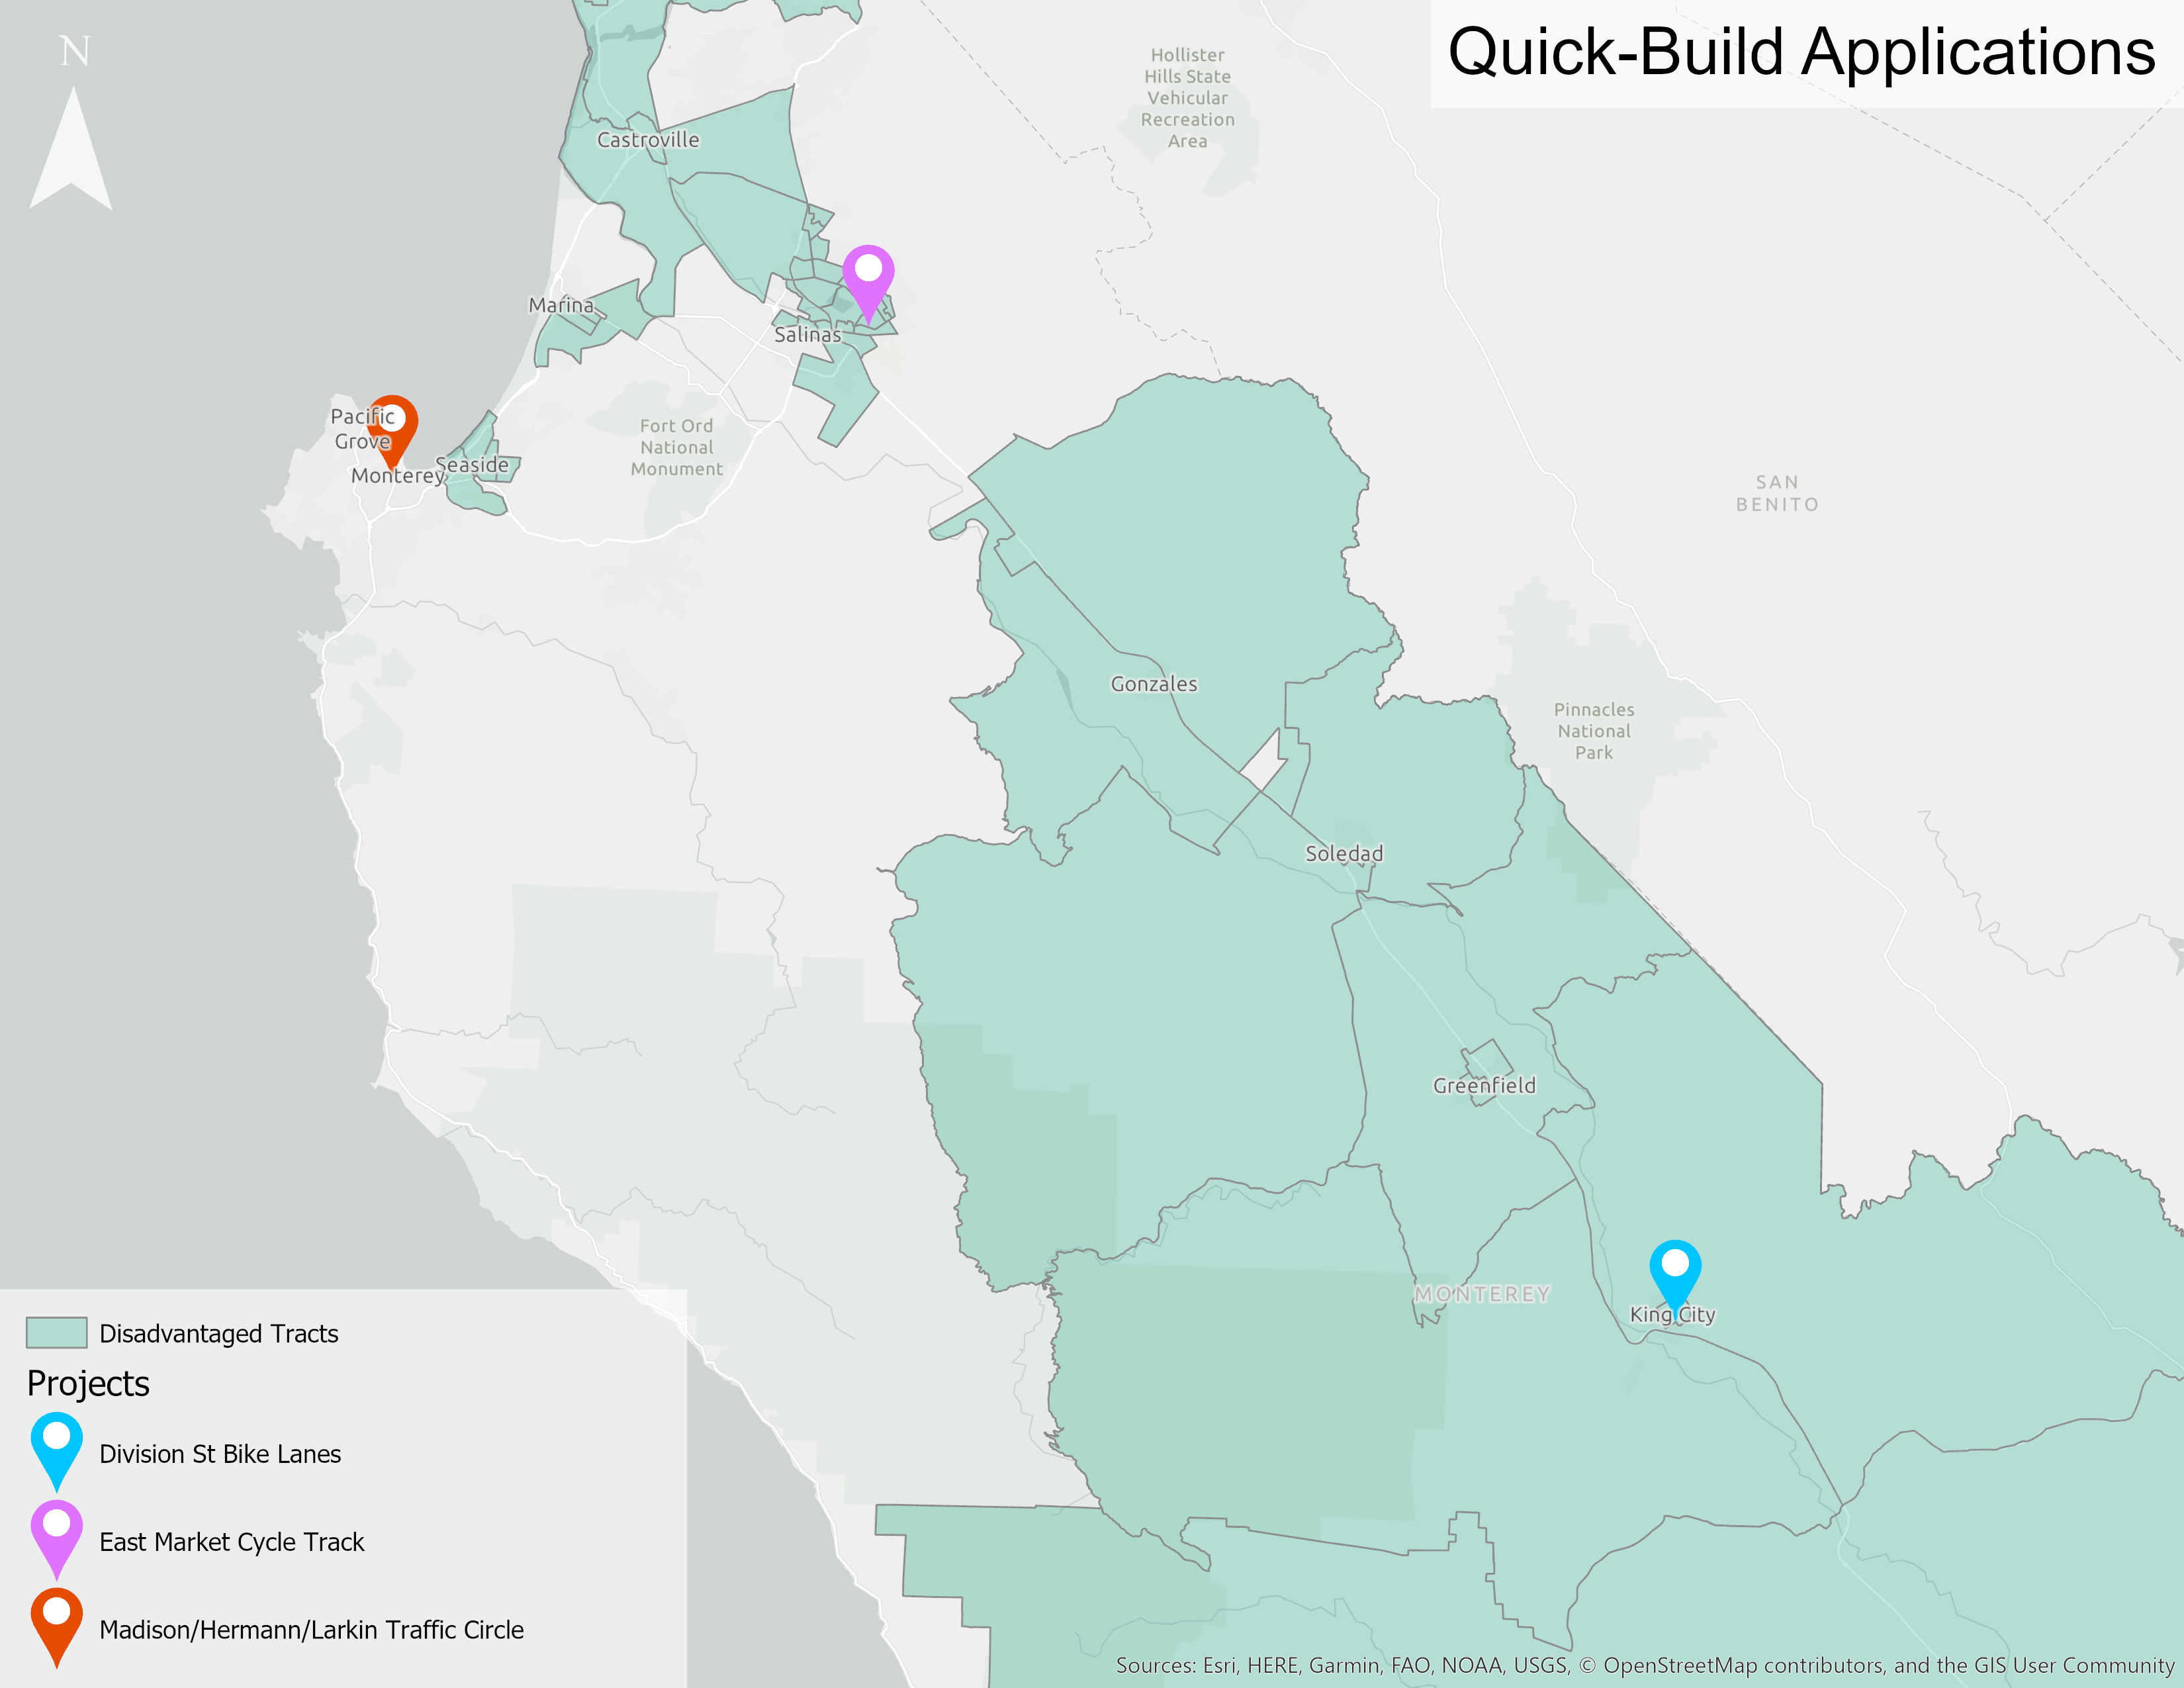 Quick-Build Applications
N
Hollister
Hills State
Vehicular
Recreation
Area
Castroville
Marina
Salinas
Pacific
Grove
Monterey
Seaside
Fort Ord
National
Monument
SAN
BENITO
Gonzales
Pinnacles
National
Park
Soledad
Greenfield
MONTEREY
King City
Disadvantaged Tracts
Projects
Division St Bike Lanes
East Market Cycle Track
Madison/Hermann/Larkin Traffic Circle
Sources: Esri, HERE, Garmin, FAO, NOAA, USGS, © OpenStreetMap contributors, and the GIS User Community